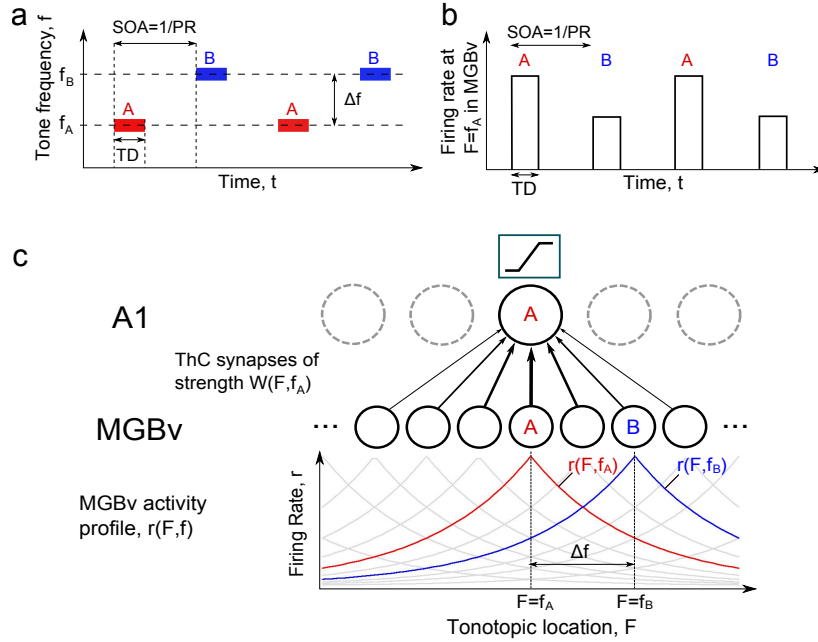 a
SOA=1/PR
Tone frequency, f
f_B
f_A
B
B
A
A
Δf
TD
Time, t
b
SOA=1/PR
Firing rate at
F=f_A in MGBv
A
B
A
B
TD
Time, t
c
A1
A
ThC synapses of
strength W(F,f_A)
MGBv
...
A
B
...
MGBv activity
profile, r(F,f)
Firing Rate, r
r(F,f_A)
r(F,f_B)
Δf
F=f_A
F=f_B
Tonotopic location, F